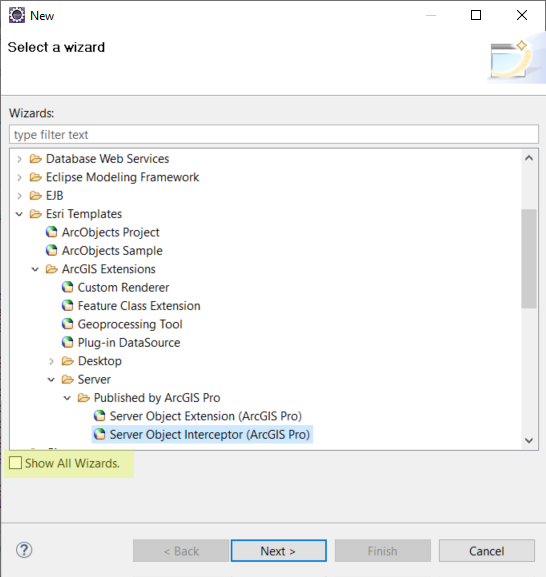 New
Select a wizard
Wizards:
type filter text
Database Web Services
Eclipse Modeling Framework
EJB
Esri Templates
ArcObjects Project
ArcObjects Sample
ArcGIS Extensions
Custom Renderer
Feature Class Extension
Geoprocessing Tool
Plug-in DataSource
Desktop
Server
Published by ArcGIS Pro
Server Object Extension (ArcGIS Pro)
Server Object Interceptor (ArcGIS Pro)
Show All Wizards.
? < Back Next > Finish Cancel